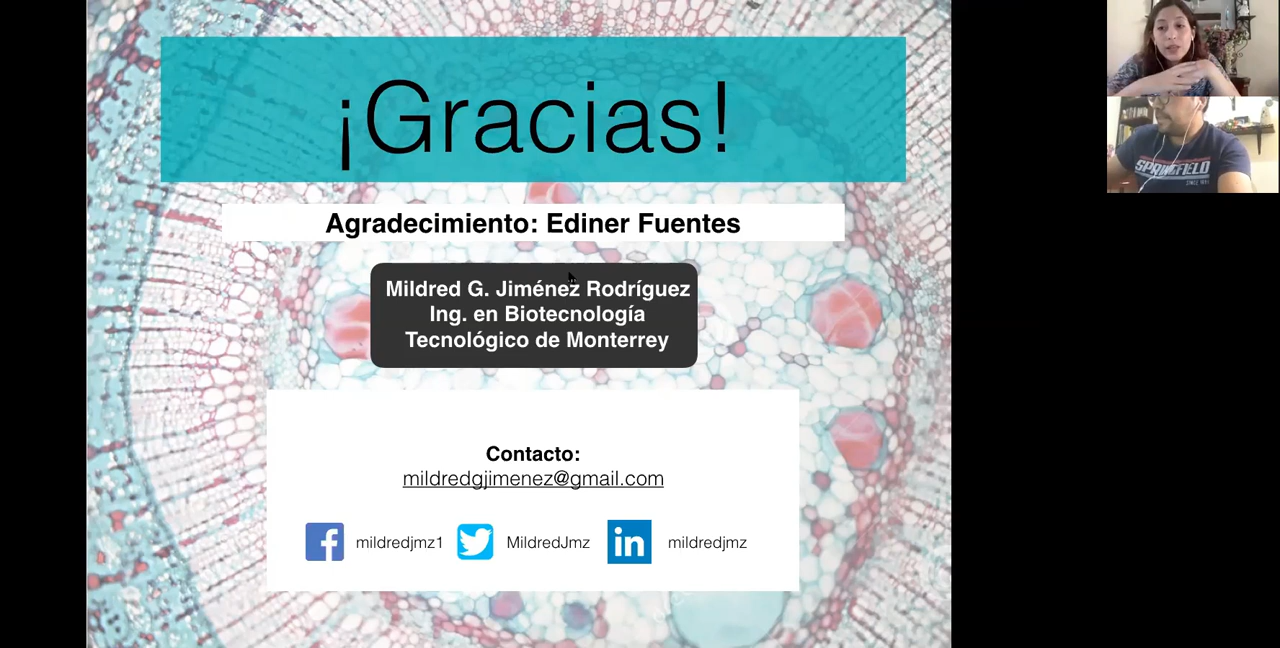 ¡Gracias!
Agradecimiento: Ediner Fuentes
Mildred G. Jiménez Rodríguez
Ing. en Biotecnología
Tecnológico de Monterrey
Contacto:
mildredgjimenez@gmail.com
mildredjmz1 MildredJmz mildredjmz
SPRINGFIELD